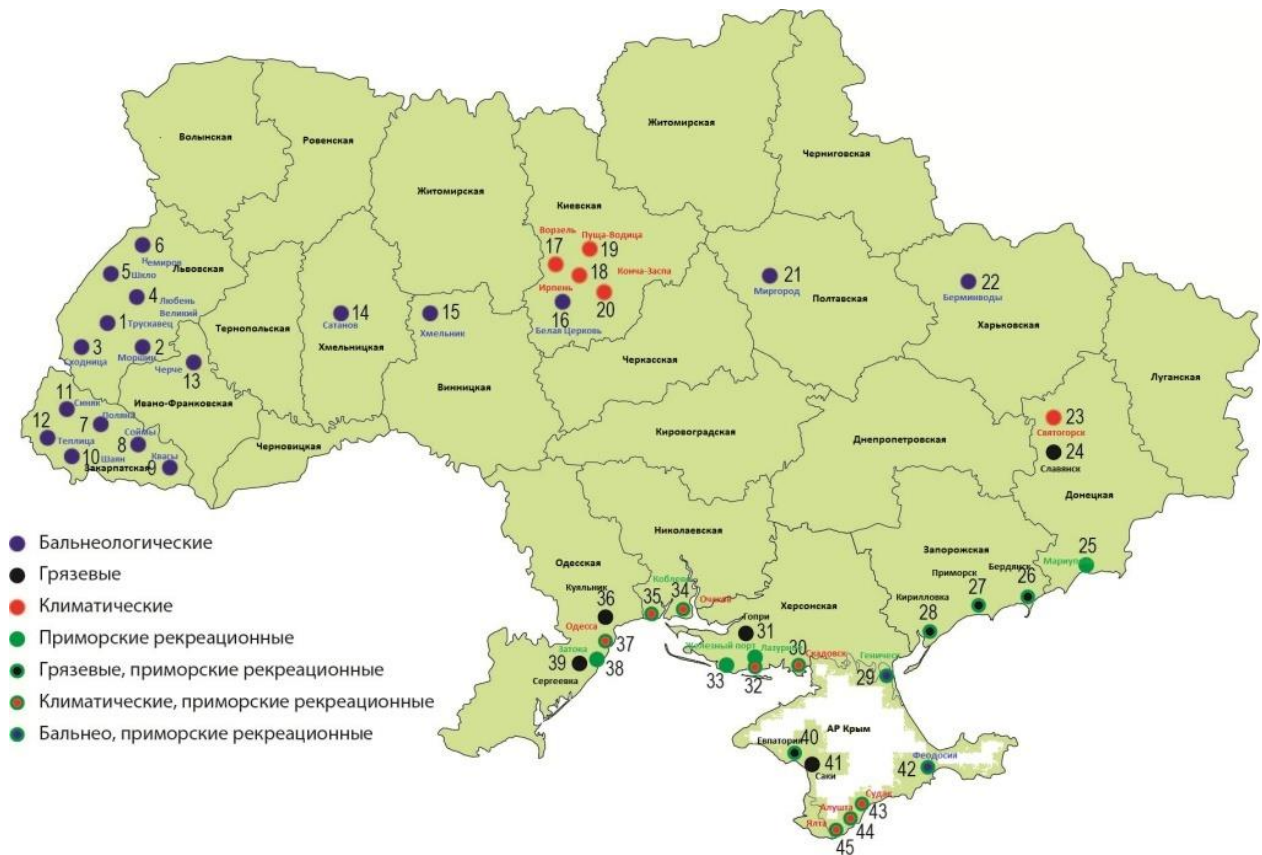 Житомирская
Волынская
Ровенская
Черниговская
Житомирская
Киевская
Ворзель
Пуща-Водица
17
19
6
Немиров
Львовская
18
Конча-Заспа
5
Шкло
21
22
Ирпень
20
4
Любень
Великий
Миргород
Полтавская
Берминводы
16
14
15
1
Трускавец
Тернопольская
Сатанов
Хмельник
Белая Церковь
Харьковская
3
2
Хмельницкая
Сходница
Моршин
Черче
Черкасская
13
Винницкая
Луганская
11
Синяк
Ивано-Франковская
12
7
Поляна
Соймы
23
Теплица
8
Черновицкая
Кировоградская
Днепропетровская
Святогорск
10
Шаян
Квасы
24
Закарпатская
9
Славянск
Донецкая
Бальнеологические
Николаевская
Одесская
Запорожская
25
Грязевые
Бердянск
Мариуп
Куяльник
Коблево
Приморск
26
27
Климатические
36
35
34
Очаков
Кирилловка
28
Херсонская
Одесса
Гопри
31
Приморские рекреационные
37
30
Затока
Железный порт
Лазурное
Скадовск
Геническ
39
38
Грязевые, приморские рекреационные
Сергеевка
33
32
29
Климатические, приморские рекреационные
АР Крым
Бальнео, приморские рекреационные
Евпатория
40
41
Феодосия
42
Саки
Судак
Алушта
43
Ялта
44
45